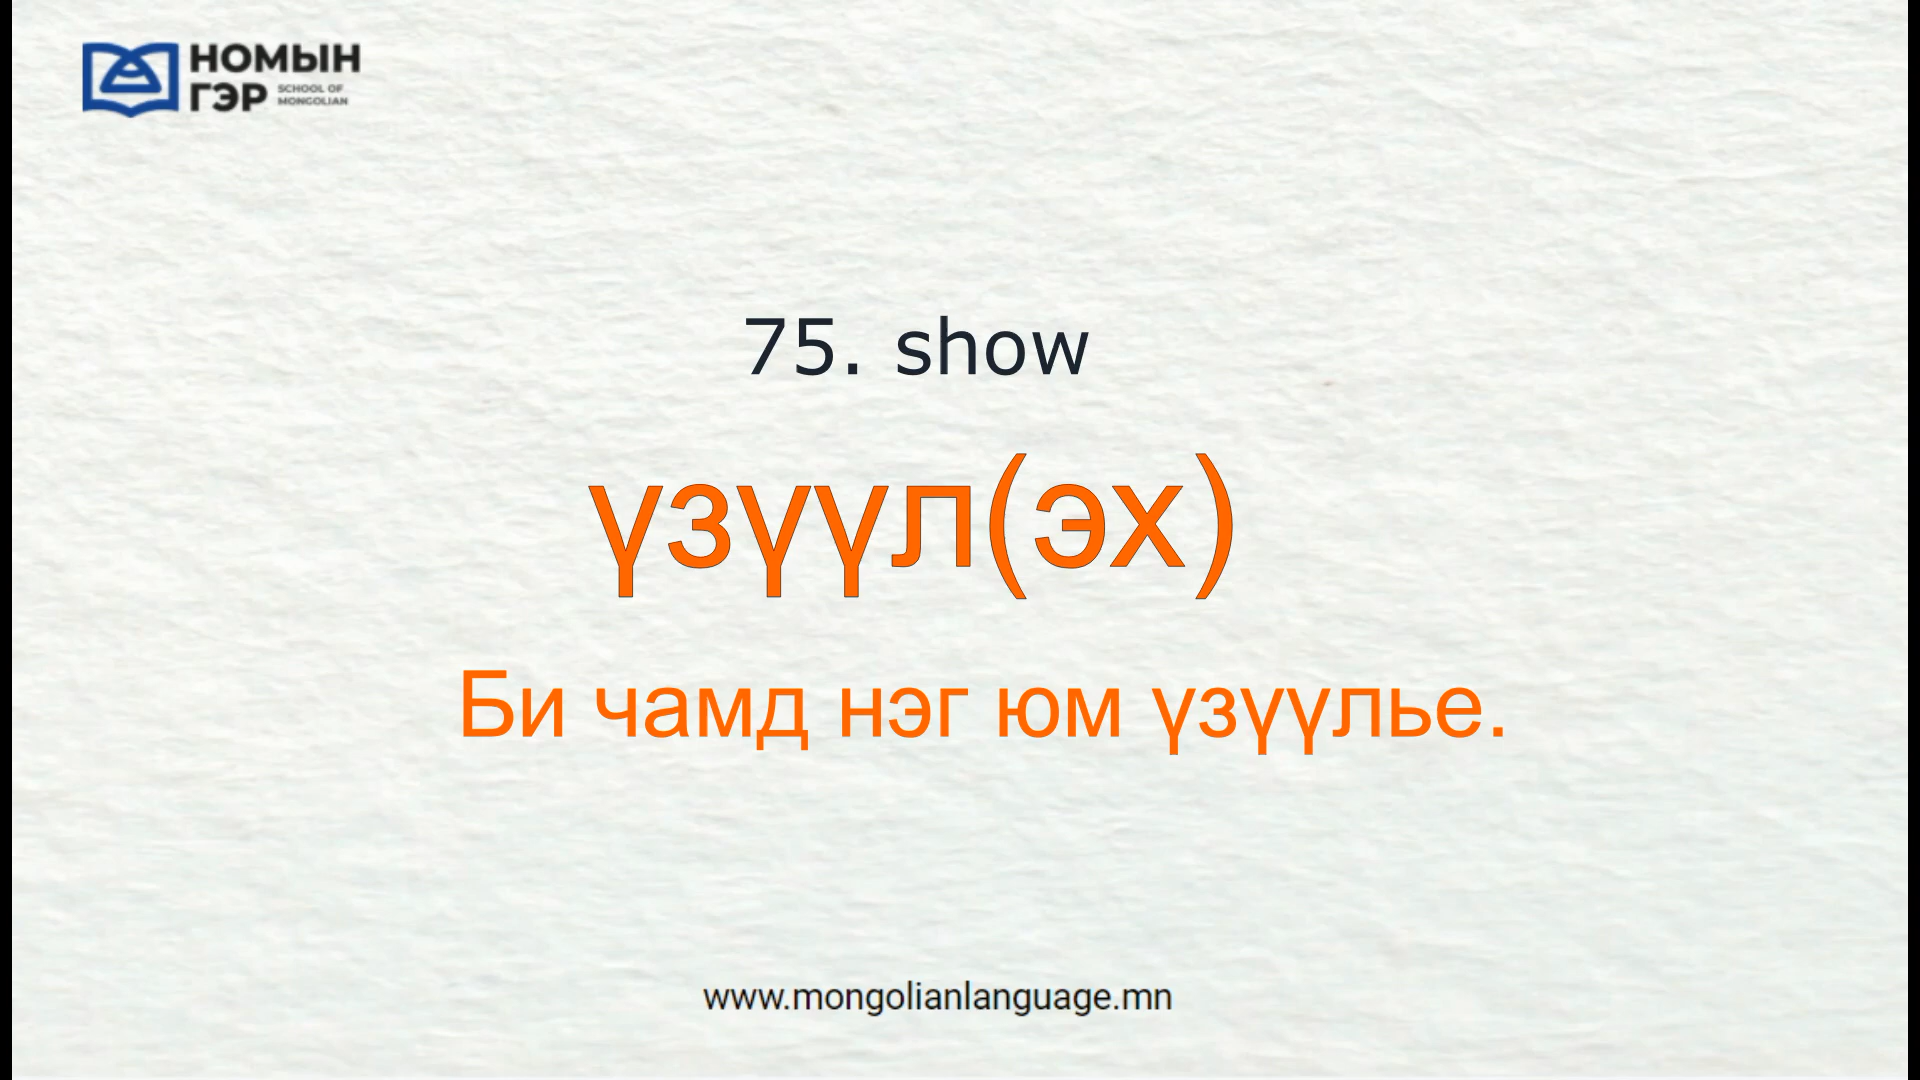 НОМЫН
ГЭР SCHOOL OF
MONGOLIAN
75. show
үзүүл(эх)
Би чамд нэг юм үзүүлье.
www.mongolianlanguage.mn